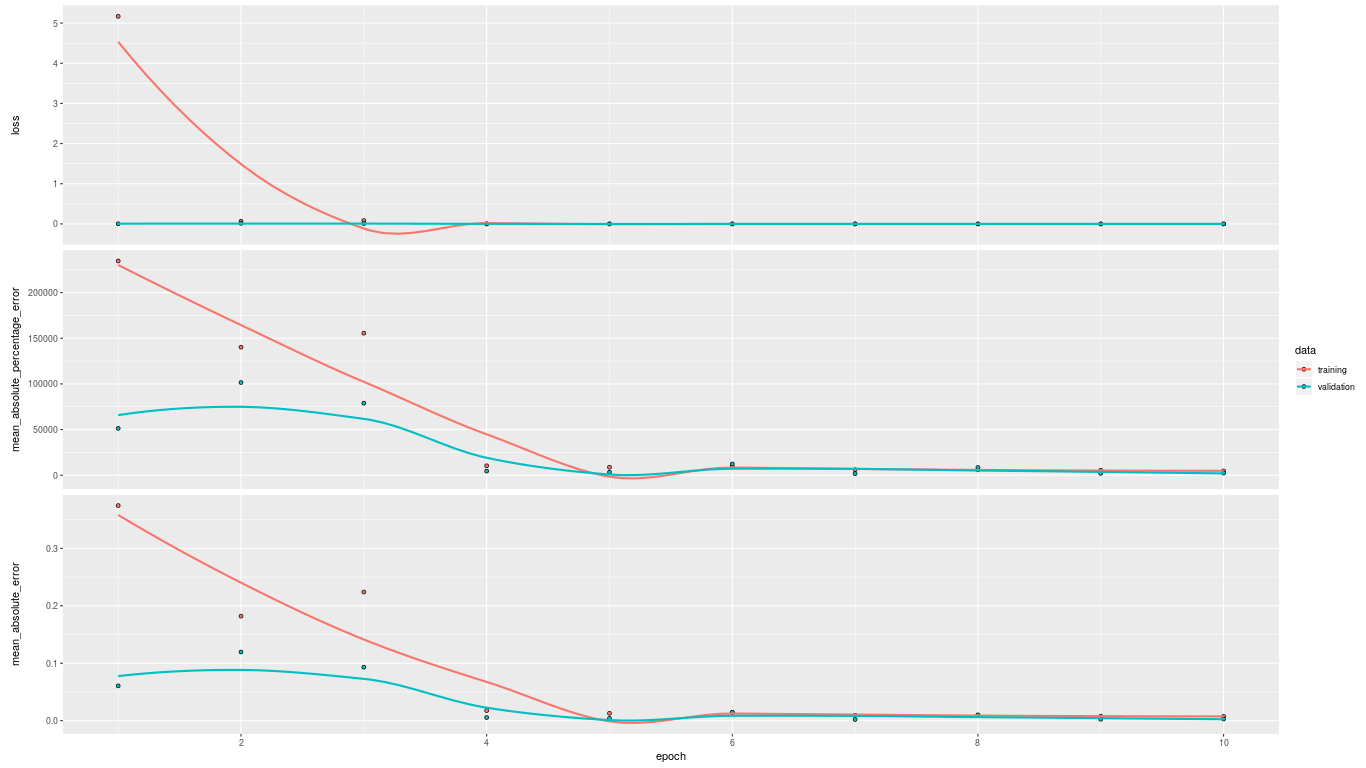 loss
5
4
3
2
1
0
mean_absolute_percentage_error
200000
150000
100000
50000
0
mean_absolute_error
0.3
0.2
0.1
0.0
2
4
6
8
10
epoch
data
training
validation